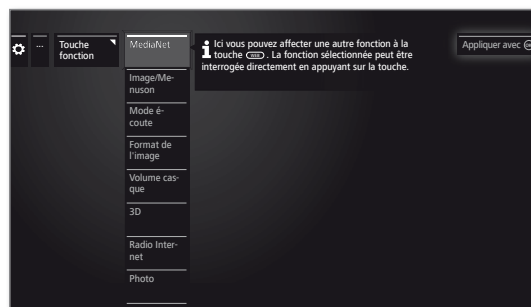 ...
Touche
fonction
MediaNet
Ici vous pouvez affecter une autre fonction à la
touche WEB . La fonction sélectionnée peut être
interrogée directement en appuyant sur la touche.
Appliquer avec
Image/Me-
nuson
Mode é-
coute
Format de
l'image
Volume cas-
que
3D
Radio Inter-
net
Photo